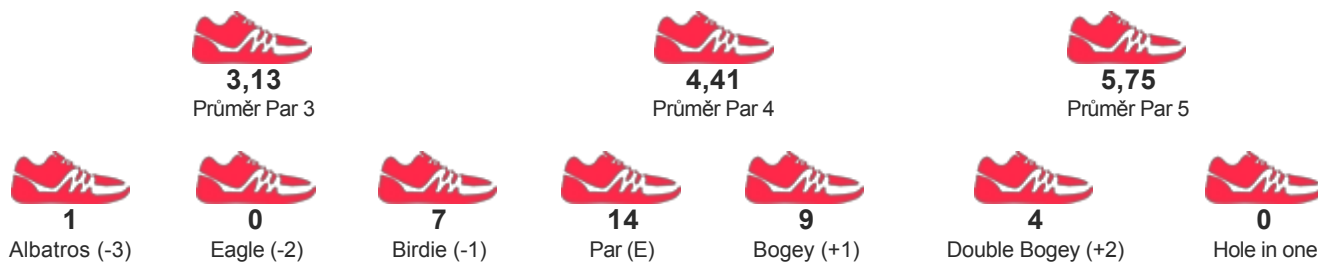 3,13 4,41 5,75
Průměr Par 3 Průměr Par 4 Průměr Par 5
1 0 7 14 9 4 0
Albatros (-3) Eagle (-2) Birdie (-1) Par (E) Bogey (+1) Double Bogey (+2) Hole in one